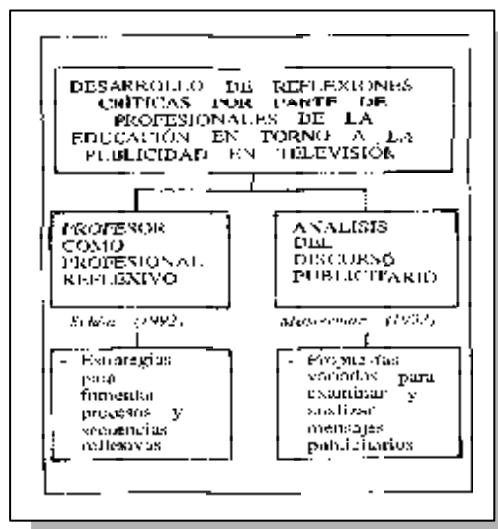 DESARROLLO DE REFLEXIONES
CRÍTICAS POR PARTE DE
PROFESIONALES DE LA
EDUCACIÓN EN TORNO A LA
PUBLICIDAD EN TELEVISIÓN
PROFESOR
COMO
PROFESIONAL
REFLEXIVO
ANALISIS
DEL
DISCURSO
PUBLICITARIO
Schön (1992)
- Estrategias
para
fomentar
procesos y
secuencias
reflexivas
- Propuestas
variadas para
examinar y
analizar
mensajes
publicitarios